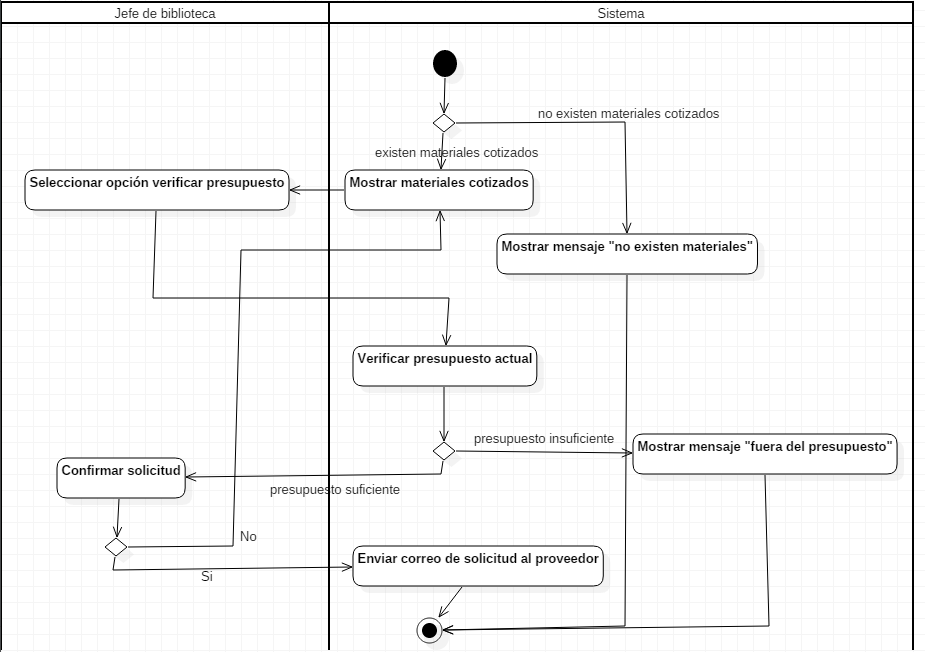 Jefe de biblioteca
Sistema
no existen materiales cotizados
existen materiales cotizados
Seleccionar opción verificar presupuesto
Mostrar materiales cotizados
Mostrar mensaje "no existen materiales"
Verificar presupuesto actual
presupuesto insuficiente
Mostrar mensaje "fuera del presupuesto"
Confirmar solicitud
presupuesto suficiente
No
Enviar correo de solicitud al proveedor
Si